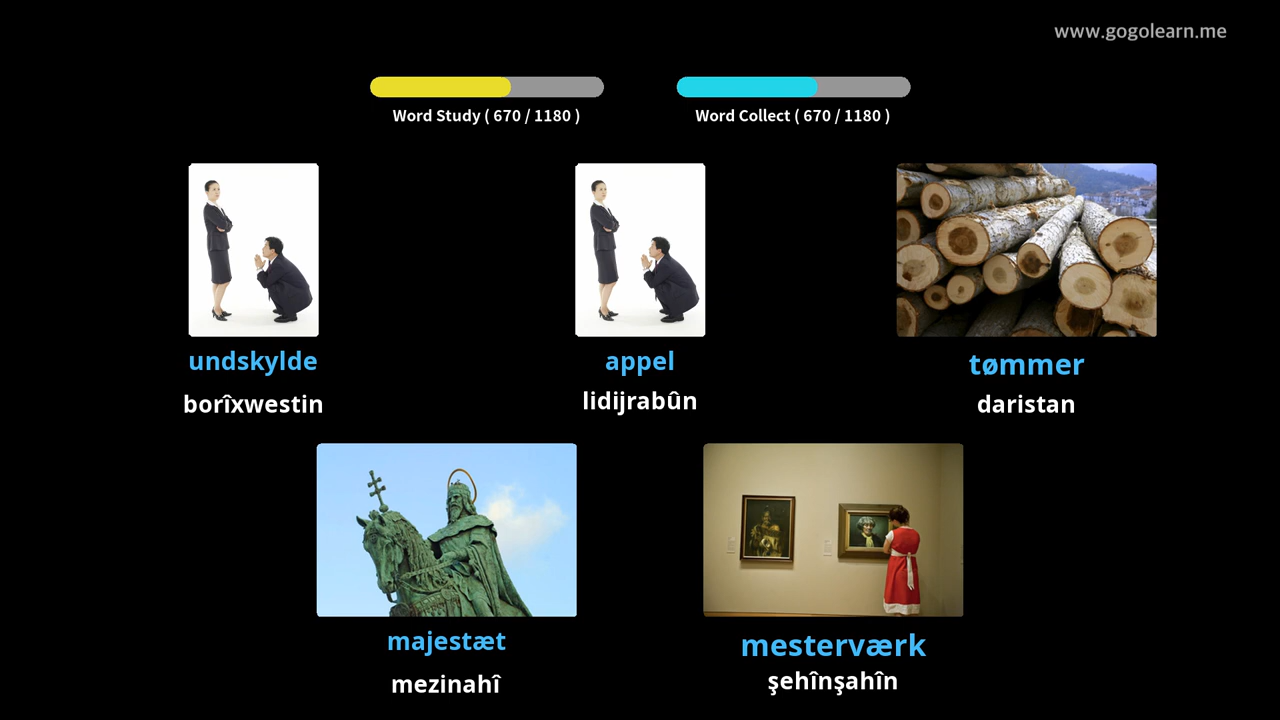 www.gogolearn.me
Word Study ( 670 / 1180 )
Word Collect ( 670 / 1180 )
undskylde
borîxwestin
appel
lidijrabûn
tømmer
daristan
majestæt
mezinahî
mesterværk
şehînşahîn